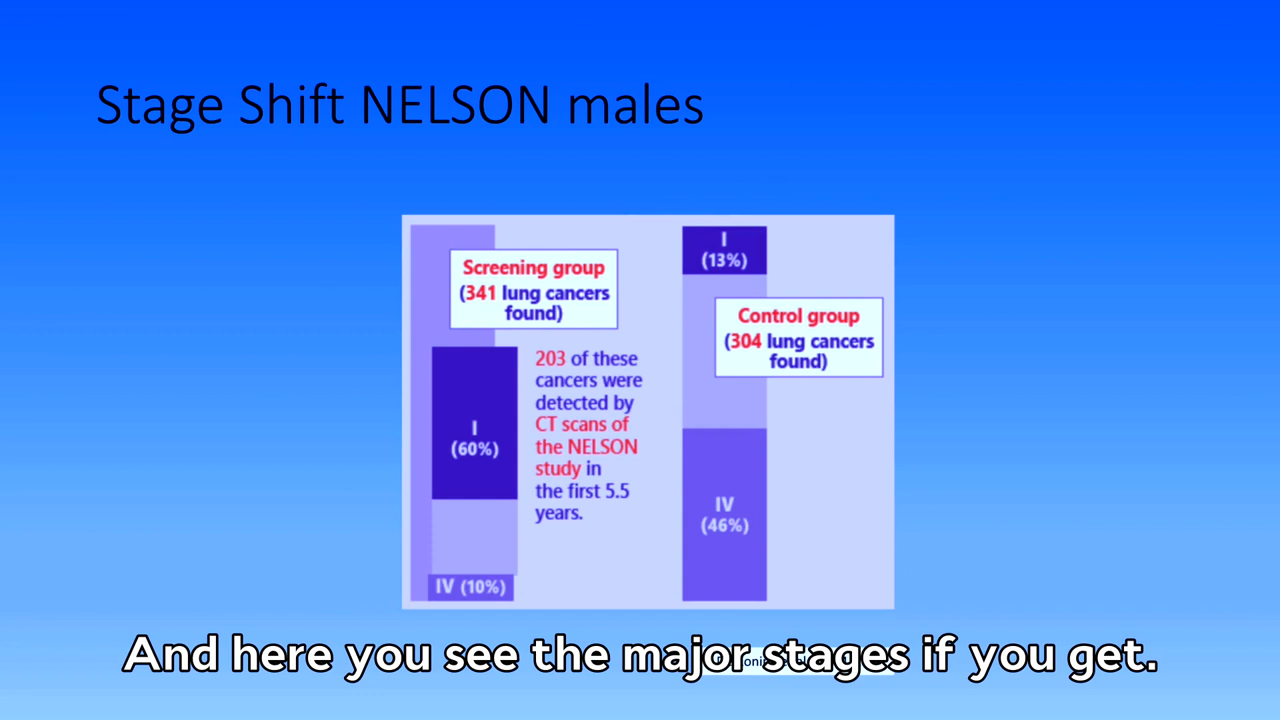 Stage Shift NELSON males
Screening group
(341 lung cancers
found)
203 of these
cancers were
detected by
CT scans of
the NELSON
study in
the first 5.5
years.
I
(60%)
IV (10%)
I
(13%)
Control group
(304 lung cancers
found)
IV
(46%)
And here you see the major stages if you get.